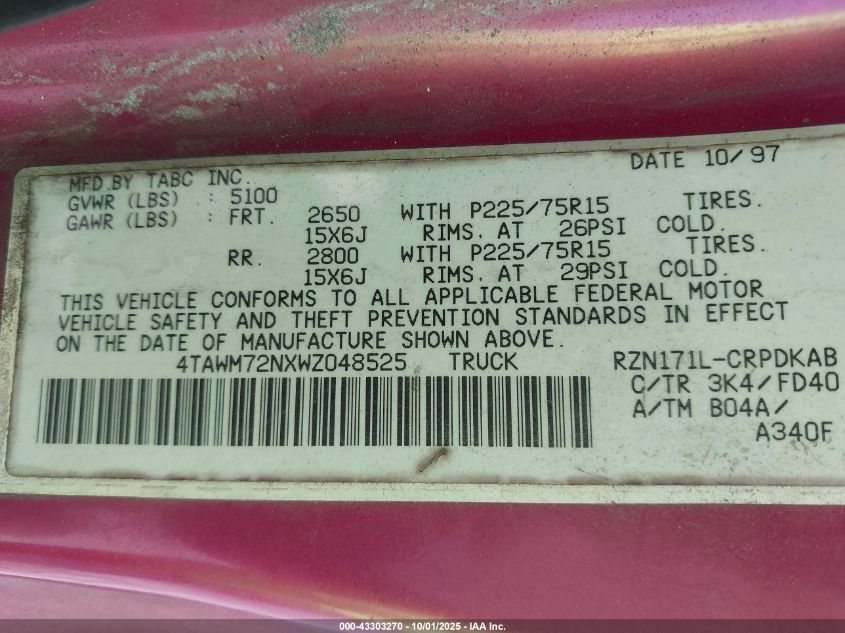 DATE 10/97
MFD.BY TABC INC.
GVWR (LBS) : 5100
GAWR (LBS) : FRT. 2650 WITH P225/75R15 TIRES.
15X6J RIMS. AT 26PSI COLD.
RR. 2800 WITH P225/75R15 TIRES.
15X6J RIMS. AT 29PSI COLD.
THIS VEHICLE CONFORMS TO ALL APPLICABLE FEDERAL MOTOR
VEHICLE SAFETY AND THEFT PREVENTION STANDARDS IN EFFECT
ON THE DATE OF MANUFACTURE SHOWN ABOVE.
4TAWM72NXWZ048525 TRUCK RZN171L-CRPDKAB
C/TR 3K4/FD40
A/TM B04A/
A340F
000-43303270 - 10/01/2025 - IAA Inc.